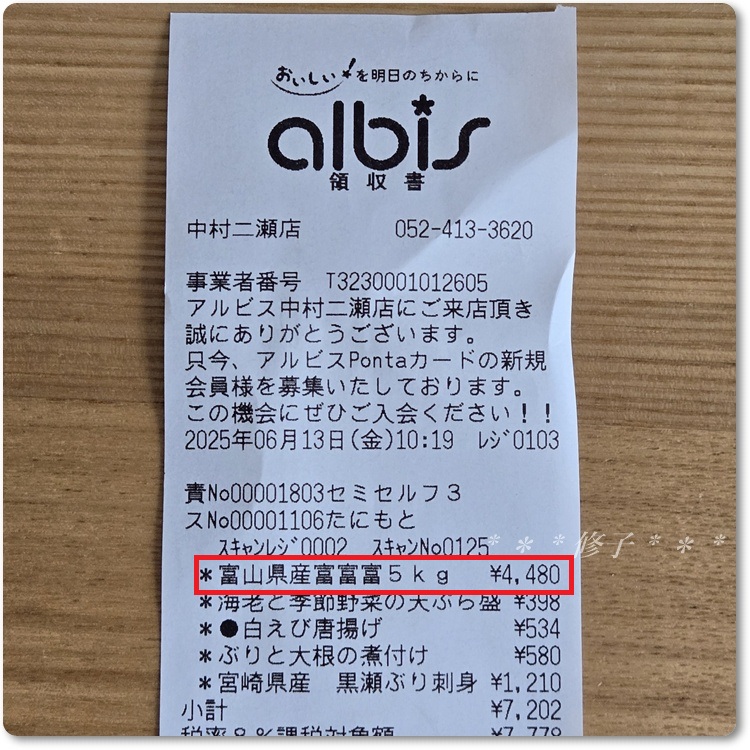 おいしい！を明日のちからに
albis
領収書
中村二瀬店 052-413-3620
事業者番号 T3230001012605
アルビス中村二瀬店にご来店頂き
誠にありがとうございます。
只今、アルビスPontaカードの新規
会員様を募集いたしております。
この機会にぜひご入会ください！！
2025年06月13日(金)10:19 ﾚｼﾞ0103
責No00001803セミセルフ３
スNo00001106たにもと
ｽｷｬﾝﾚｼﾞ0002 ｽｷｬﾝNo0125
＊＊＊修子＊＊＊
＊富山県産富富富５ｋｇ ¥4,480
＊海老と季節野菜の天ぷら盛 ¥398
＊●白えび唐揚げ ¥534
＊ぶりと大根の煮付け ¥580
＊宮崎県産 黒瀬ぶり刺身 ¥1,210
小計 ¥7,202
税率８％課税対象額 ¥7,778